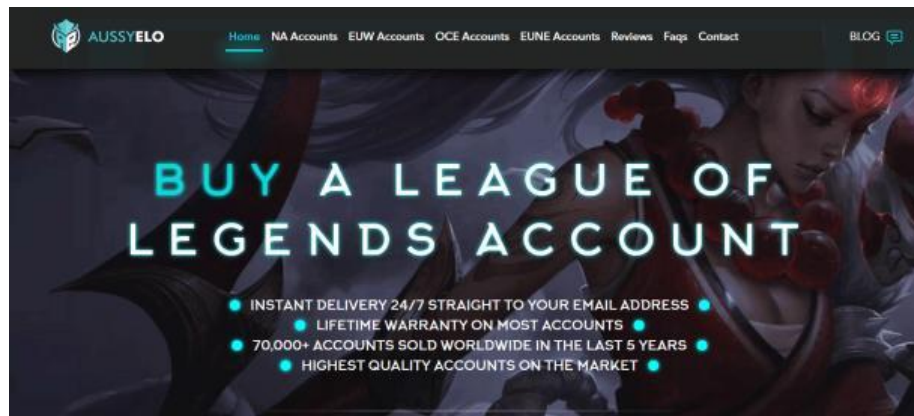 AUSSYELO Home NA Accounts EUW Accounts OCE Accounts EUNE Accounts Reviews Faqs Contact BLOG
BUY A LEAGUE OF
LEGENDS ACCOUNT
INSTANT DELIVERY 24/7 STRAIGHT TO YOUR EMAIL ADDRESS
LIFETIME WARRANTY ON MOST ACCOUNTS
70,000+ ACCOUNTS SOLD WORLDWIDE IN THE LAST 5 YEARS
HIGHEST QUALITY ACCOUNTS ON THE MARKET